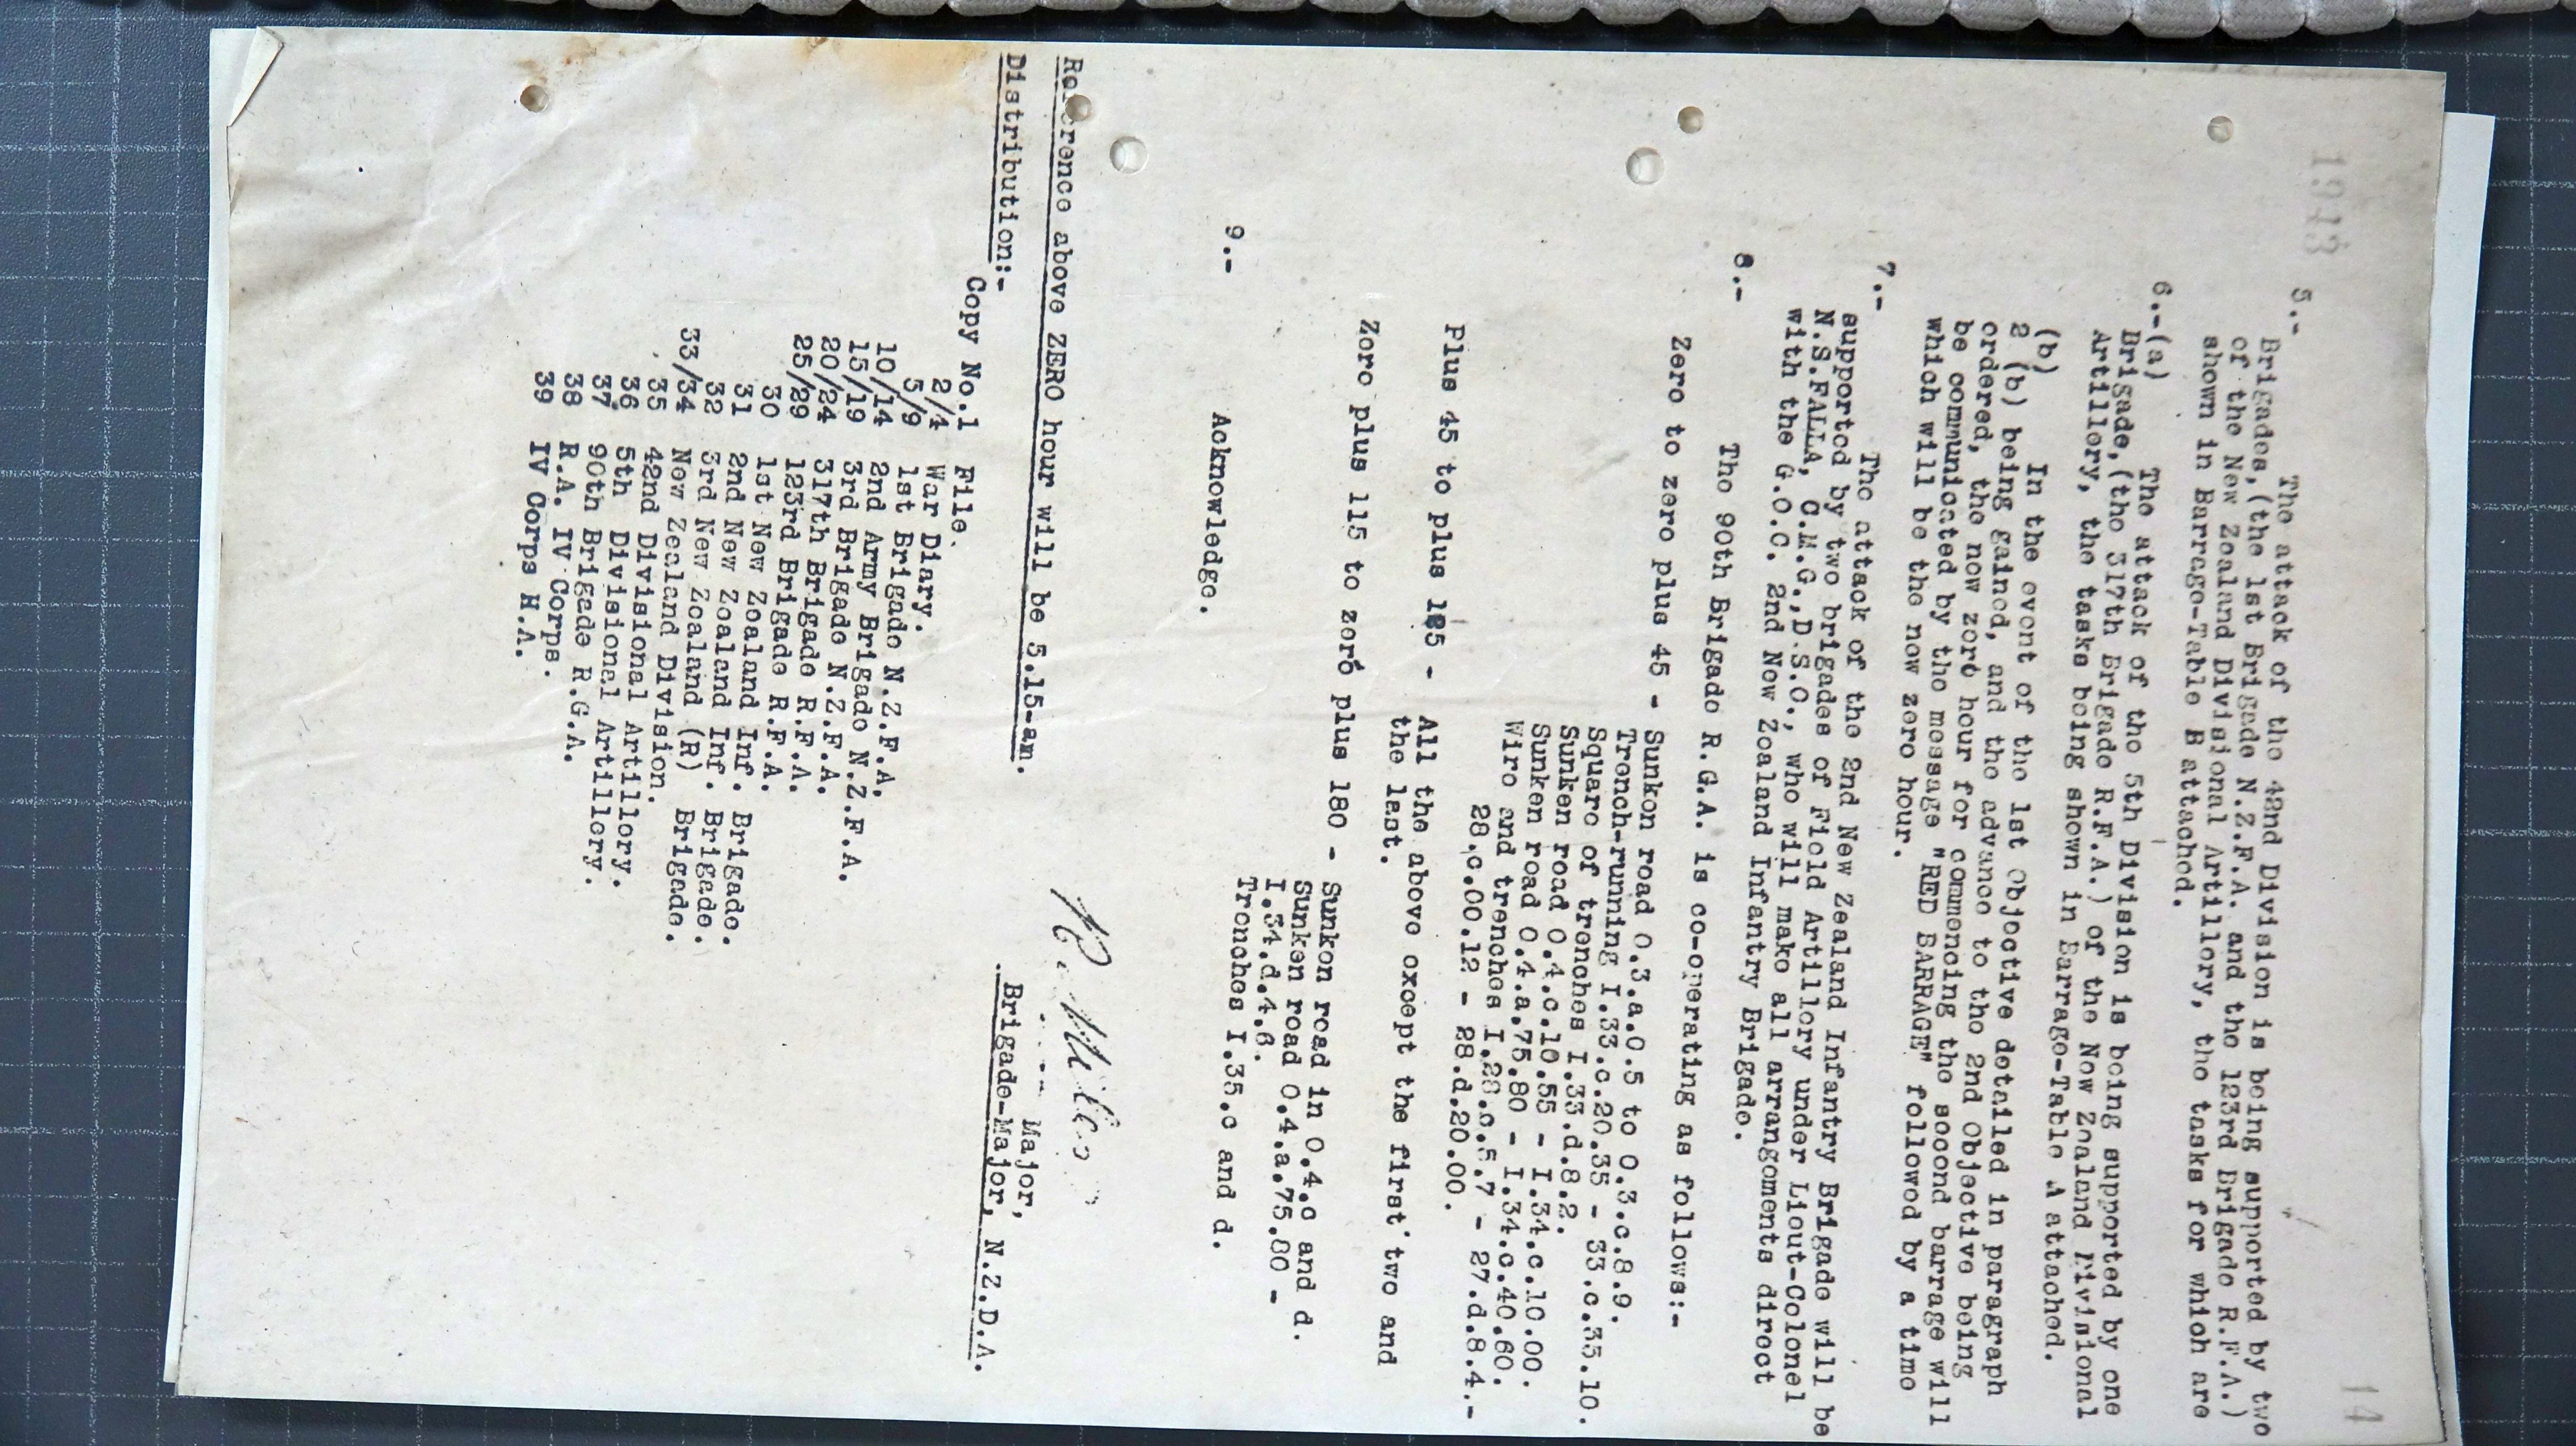 1943
14
5.- The attack of the 42nd Division is being supported by two
Brigades,(the 1st Brigade N.Z.F.A. and the 123rd Brigade R.F.A.)
of the New Zealand Divisional Artillery, the tasks for which are
shown in Barrage-Table B attached.
6.-(a) The attack of the 5th Division is being supported by one
Brigade,(the 317th Brigade R.F.A.) of the New Zealand Divisional
Artillery, the tasks being shown in Barrage-Table A attached.
(b) In the event of the 1st Objective detailed in paragraph
2 (b) being gained, and the advance to the 2nd Objective being
ordered, the now zort hour for commencing the second barrage will
be communicated by the message "RED BARRAGE" followed by a time
which will be the now zero hour.
7.- The attack of the 2nd New Zealand Infantry Brigade will be
supported by two brigades of Field Artillery under Liout-Colonel
N.S.FALLA, C.M.G.,D.S.O., who will make all arrangements direct
with the G.O.C. 2nd New Zealand Infantry Brigade.
8.- The 90th Brigade R.G.A. is co-operating as follows:-
Zero to zero plus 45 - Sunken road O.3.a.0.5 to O.3.c.8.9.
Trench-running I.33.c.20.35 - 33.c.35.10.
Square of trenches I.33.d.8.2.
Sunken road O.4.c.10.55 - I.34.c.10.00.
Sunken road O.4.a.75.80 - I.34.c.40.60.
Wire and trenches I.28.c.5.7 - 27.d.8.4.-
28.c.00.12 - 28.d.20.00.
Plus 45 to plus 125 - All the above except the first two and
the last.
Zero plus 115 to zero plus 180 - Sunken road in O.4.c and d.
Sunken road O.4.a.75.80 -
I.34.d.4.6.
Trenches I.35.c and d.
9.- Acknowledge.
Major,
Brigade-Major, N.Z.D.A.
Reference above ZERO hour will be 5.15-am.
Distribution:-
Copy No.1 File.
2/4 War Diary.
5/9 1st Brigade N.Z.F.A.
10/14 2nd Army Brigade N.Z.F.A.
15/19 3rd Brigade N.Z.F.A.
20/24 317th Brigade R.F.A.
25/29 123rd Brigade R.F.A.
30 1st New Zealand Inf. Brigade.
31 2nd New Zealand Inf. Brigade.
32 3rd New Zealand (R) Brigade.
33/34 New Zealand Division.
35 42nd Divisional Artillery.
36 5th Divisional Artillery.
37 90th Brigade R.G.A.
38 R.A. IV Corps.
39 IV Corps H.A.